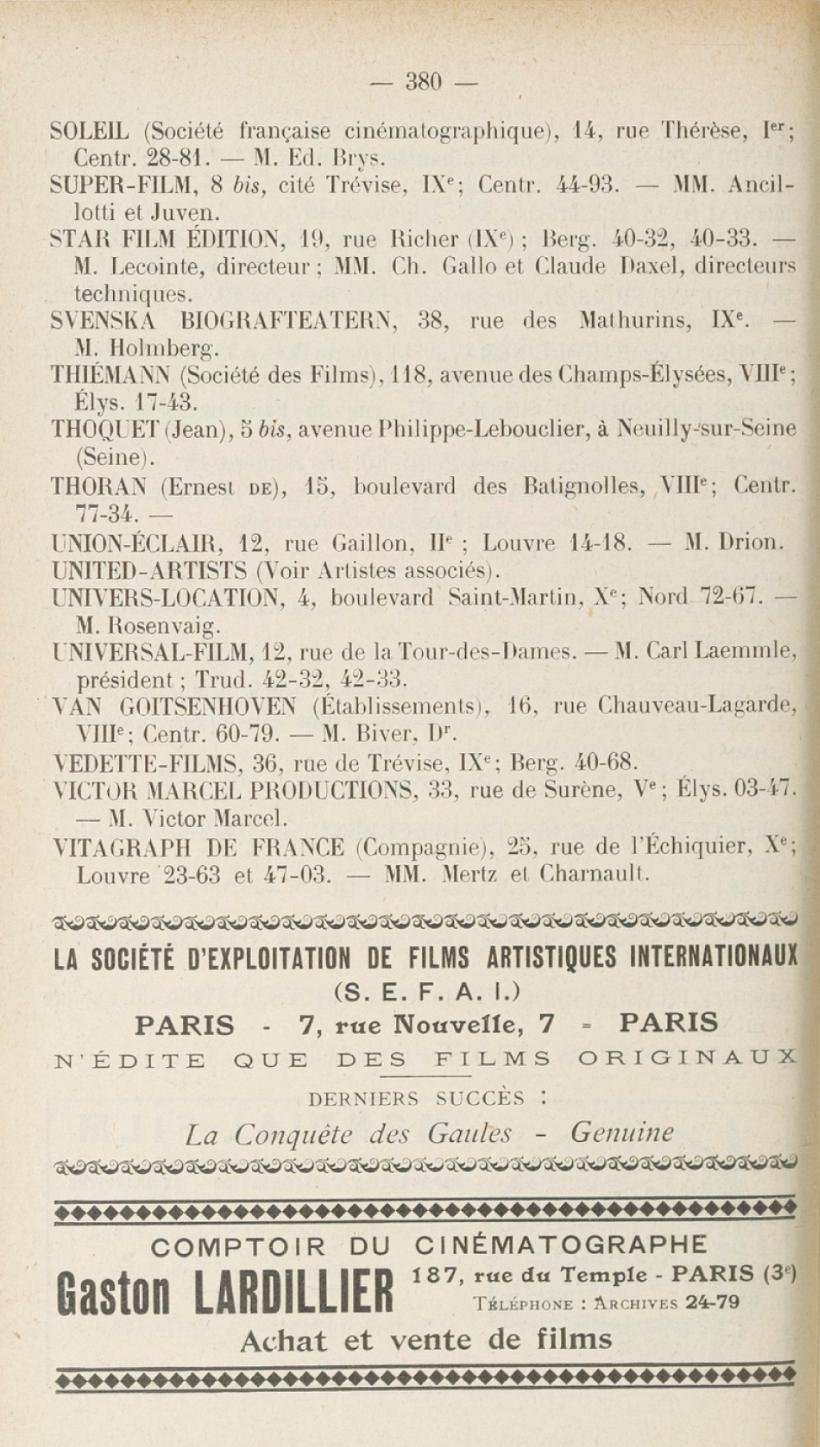 — 380 —
SOLEIL (Société française cinématographique), 14, rue Thérèse, Ier;
Centr. 28-81. — M. Ed. Brys.
SUPER-FILM, 8 bis, cité Trévise, IXe; Centr. 44-93. — MM. Ancil-
lotti et Juven.
STAR FILM ÉDITION, 19, rue Richer (IXe) ; Berg. 40-32, 40-33. —
M. Lecointe, directeur ; MM. Ch. Gallo et Claude Daxel, directeurs
techniques.
SVENSKA BIOGRAFTEATERN, 38, rue des Mathurins, IXe. —
M. Holmberg.
THIÉMANN (Société des Films), 118, avenue des Champs-Élysées, VIIIe ;
Élys. 17-43.
THOQUET (Jean), 5 bis, avenue Philippe-Lebouclier, à Neuilly-sur-Seine
(Seine).
THORAN (Ernest DE), 15, boulevard des Batignolles, VIIIe; Centr.
77-34. —
UNION-ÉCLAIR, 12, rue Gaillon, IIe ; Louvre 14-18. — M. Drion.
UNITED-ARTISTS (Voir Artistes associés).
UNIVERS-LOCATION, 4, boulevard Saint-Martin, Xe; Nord 72-67. —
M. Rosenvaig.
UNIVERSAL-FILM, 12, rue de la Tour-des-Dames. — M. Carl Laemmle,
président ; Trud. 42-32, 42-33.
VAN GOITSENHOVEN (Établissements), 16, rue Chauveau-Lagarde,
VIIIe; Centr. 60-79. — M. Biver, Dr.
VEDETTE-FILMS, 36, rue de Trévise, IXe; Berg. 40-68.
VICTOR MARCEL PRODUCTIONS, 33, rue de Surène, Ve ; Élys. 03-47.
— M. Victor Marcel.
VITAGRAPH DE FRANCE (Compagnie), 25, rue de l'Échiquier, Xe;
Louvre 23-63 et 47-03. — MM. Mertz et Charnault.
LA SOCIÉTÉ D'EXPLOITATION DE FILMS ARTISTIQUES INTERNATIONAUX
(S. E. F. A. I.)
PARIS - 7, rue Nouvelle, 7 - PARIS
N'ÉDITE QUE DES FILMS ORIGINAUX
DERNIERS SUCCÈS :
La Conquête des Gaules - Genuine
COMPTOIR DU CINÉMATOGRAPHE
Gaston LARDILLIER 187, rue du Temple - PARIS (3e)
TÉLÉPHONE : ARCHIVES 24-79
Achat et vente de films